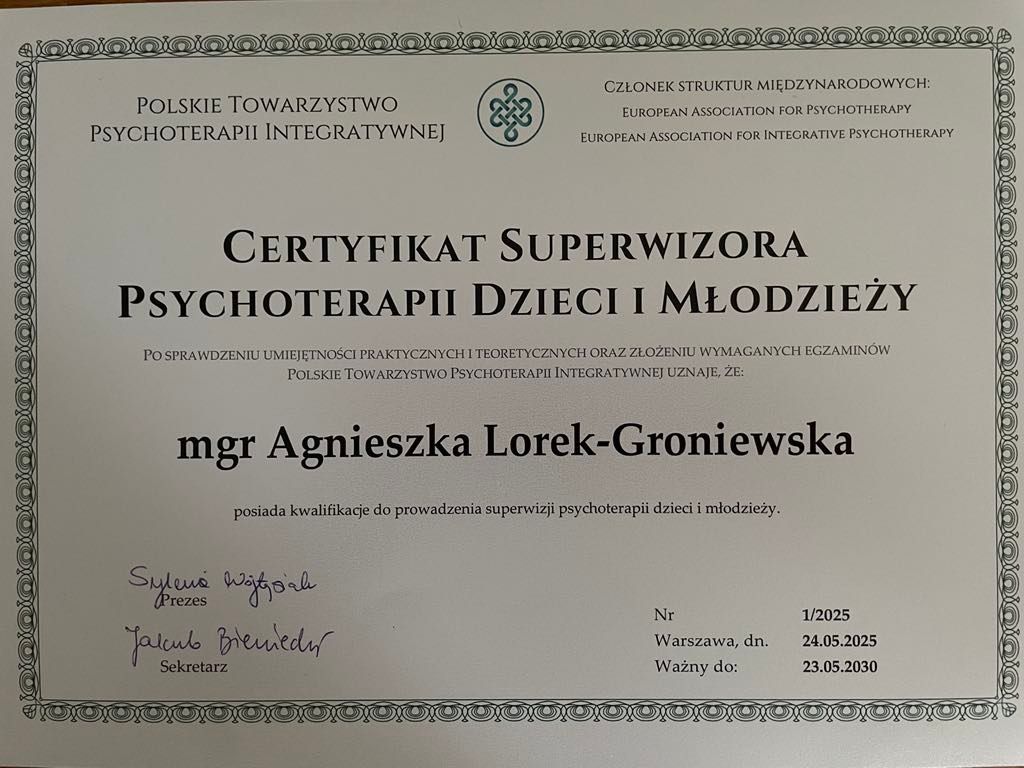 POLSKIE TOWARZYSTWO
PSYCHOTERAPII INTEGRATYWNEJ
CZŁONEK STRUKTUR MIĘDZYNARODOWYCH:
EUROPEAN ASSOCIATION FOR PSYCHOTHERAPY
EUROPEAN ASSOCIATION FOR INTEGRATIVE PSYCHOTHERAPY
CERTYFIKAT SUPERWIZORA
PSYCHOTERAPII DZIECI I MŁODZIEŻY
PO SPRAWDZENIU UMIEJĘTNOŚCI PRAKTYCZNYCH I TEORETYCZNYCH ORAZ ZŁOŻENIU WYMAGANYCH EGZAMINÓW
POLSKIE TOWARZYSTWO PSYCHOTERAPII INTEGRATYWNEJ UZNAJE, ŻE:
mgr Agnieszka Lorek-Groniewska
posiada kwalifikacje do prowadzenia superwizji psychoterapii dzieci i młodzieży.
Prezes
Jakub
Sekretarz
Nr 1/2025
Warszawa, dn. 24.05.2025
Ważny do: 23.05.2030